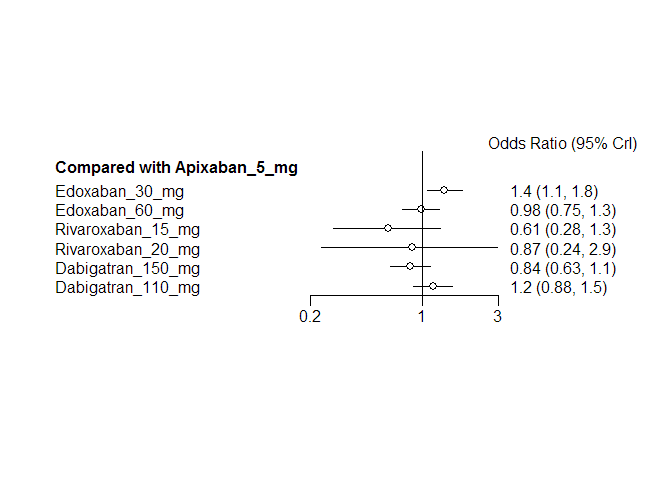 Odds Ratio (95% CrI)
Compared with Apixaban_5_mg
Edoxaban_30_mg 1.4 (1.1, 1.8)
Edoxaban_60_mg 0.98 (0.75, 1.3)
Rivaroxaban_15_mg 0.61 (0.28, 1.3)
Rivaroxaban_20_mg 0.87 (0.24, 2.9)
Dabigatran_150_mg 0.84 (0.63, 1.1)
Dabigatran_110_mg 1.2 (0.88, 1.5)
0.2 1 3